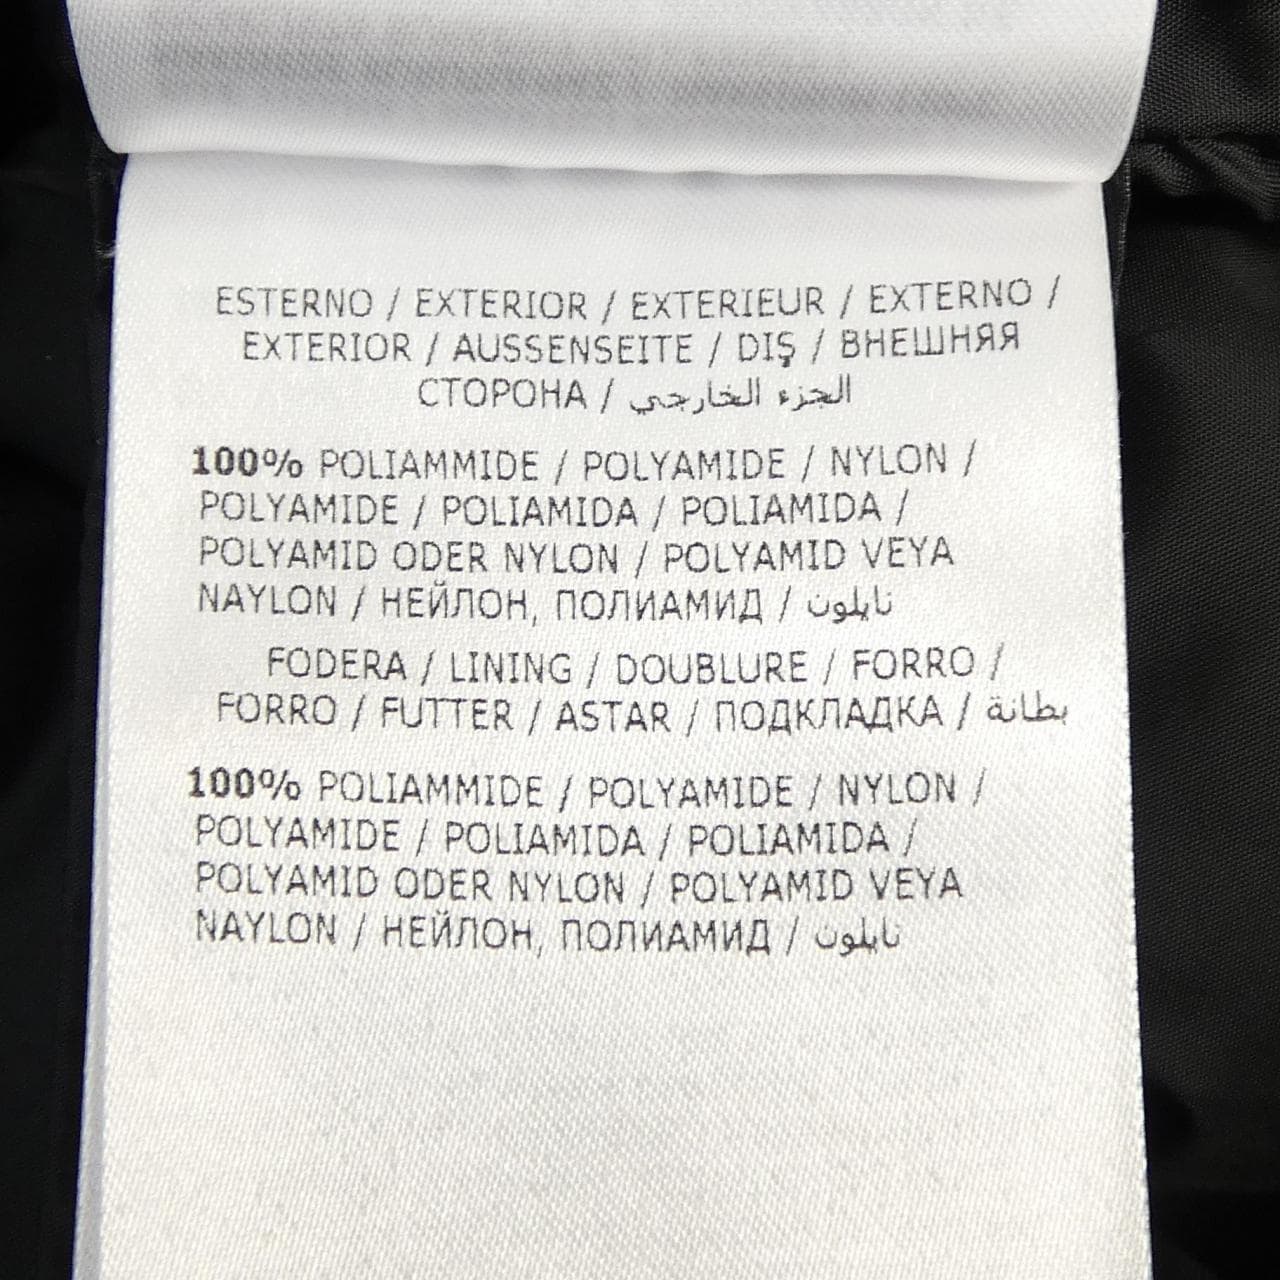 ESTERNO / EXTERIOR / EXTERIEUR / EXTERNO /
EXTERIOR / AUSSENSEITE / DIŞ / ВНЕШНЯЯ
СТОРОНА / الجزء الخارجي
100% POLIAMMIDE / POLYAMIDE / NYLON /
POLYAMIDE / POLIAMIDA / POLIAMIDA /
POLYAMID ODER NYLON / POLYAMID VEYA
NAYLON / НЕЙЛОН, ПОЛИАМИД / نايلون
FODERA / LINING / DOUBLURE / FORRO /
FORRO / FUTTER / ASTAR / ПОДКЛАДКА / بطانة
100% POLIAMMIDE / POLYAMIDE / NYLON /
POLYAMIDE / POLIAMIDA / POLIAMIDA /
POLYAMID ODER NYLON / POLYAMID VEYA
NAYLON / НЕЙЛОН, ПОЛИАМИД / نايلون